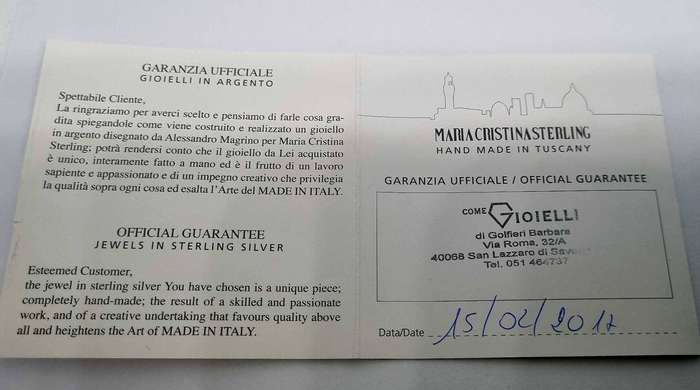 GARANZIA UFFICIALE
GIOIELLI IN ARGENTO
Spettabile Cliente,
La ringraziamo per averci scelto e pensiamo di farle cosa gra-
dita spiegandole come viene costruito e realizzato un gioiello
in argento disegnato da Alessandro Magrino per Maria Cristina
Sterling; potrà rendersi conto che il gioiello da Lei acquistato
è unico, interamente fatto a mano ed è il frutto di un lavoro
sapiente e appassionato e di un impegno creativo che privilegia
la qualità sopra ogni cosa ed esalta l'Arte del MADE IN ITALY.
OFFICIAL GUARANTEE
JEWELS IN STERLING SILVER
Esteemed Customer,
the jewel in sterling silver You have chosen is a unique piece;
completely hand-made; the result of a skilled and passionate
work, and of a creative undertaking that favours quality above
all and heightens the Art of MADE IN ITALY.
MARIACRISTINASTERLING
HAND MADE IN TUSCANY
GARANZIA UFFICIALE / OFFICIAL GUARANTEE
COME GIOIELLI
di Golfieri Barbara
Via Roma, 32/A
40068 San Lazzaro di
Tel. 051 464737
Data/Date 15/02/2017